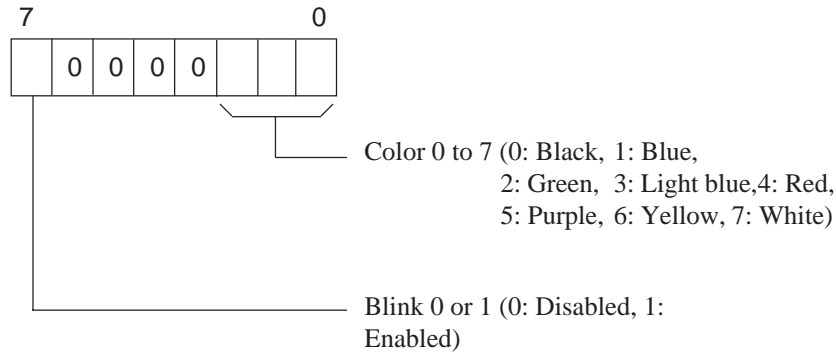 7 0
0 0 0 0
Color 0 to 7 (0: Black, 1: Blue,
2: Green, 3: Light blue,4: Red,
5: Purple, 6: Yellow, 7: White)
Blink 0 or 1 (0: Disabled, 1:
Enabled)